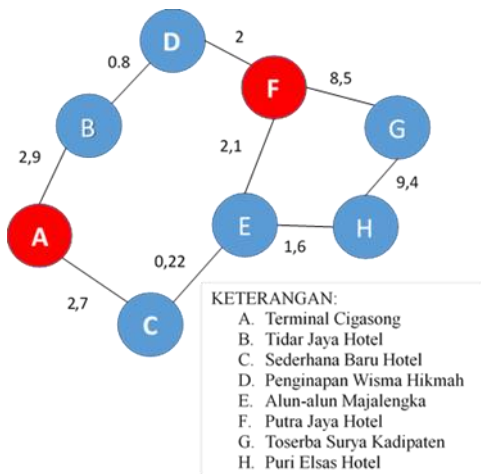 D
2
0.8
F
8,5
B
G
2,9
2,1
9,4
A
E
H
1,6
0,22
2,7
C
KETERANGAN:
A. Terminal Cigasong
B. Tidar Jaya Hotel
C. Sederhana Baru Hotel
D. Penginapan Wisma Hikmah
E. Alun-alun Majalengka
F. Putra Jaya Hotel
G. Toserba Surya Kadipaten
H. Puri Elsas Hotel